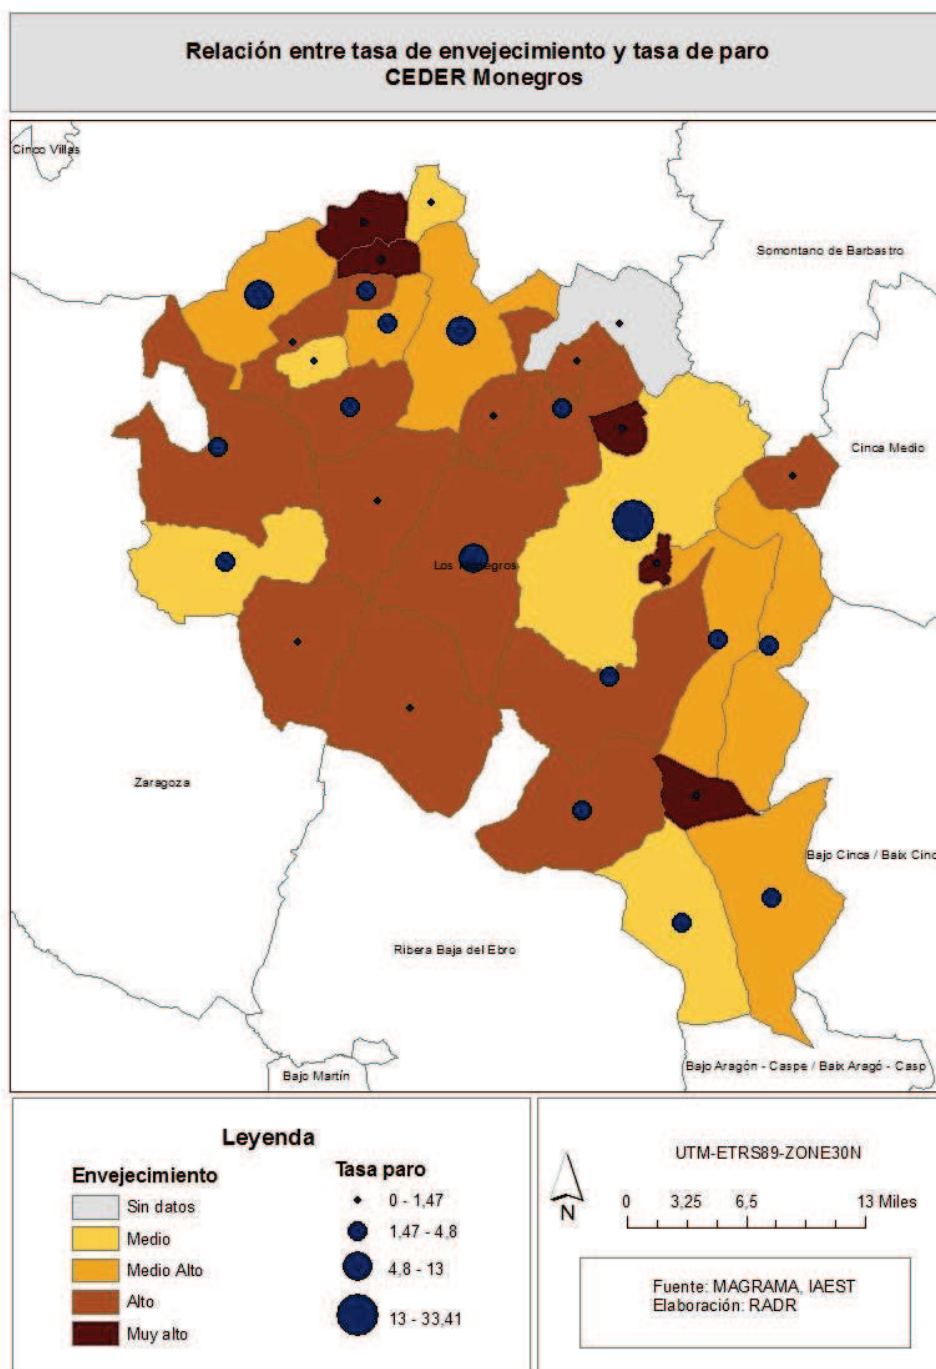 Relación entre tasa de envejecimiento y tasa de paro
CEDER Monegros
Cinco Villas
Somontano de Barbastro
Cinca Medio
Los Monegros
Zaragoza
Bajo Cinca / Baix Cinc
Ribera Baja del Ebro
Bajo Martín
Bajo Aragón - Caspe / Baix Aragó - Casp
Leyenda
Envejecimiento
Sin datos
Medio
Medio Alto
Alto
Muy alto
Tasa paro
0 - 1,47
1,47 - 4,8
4,8 - 13
13 - 33,41
N
UTM-ETRS89-ZONE30N
0 3,25 6,5 13 Miles
Fuente: MAGRAMA, IAEST
Elaboración: RADR